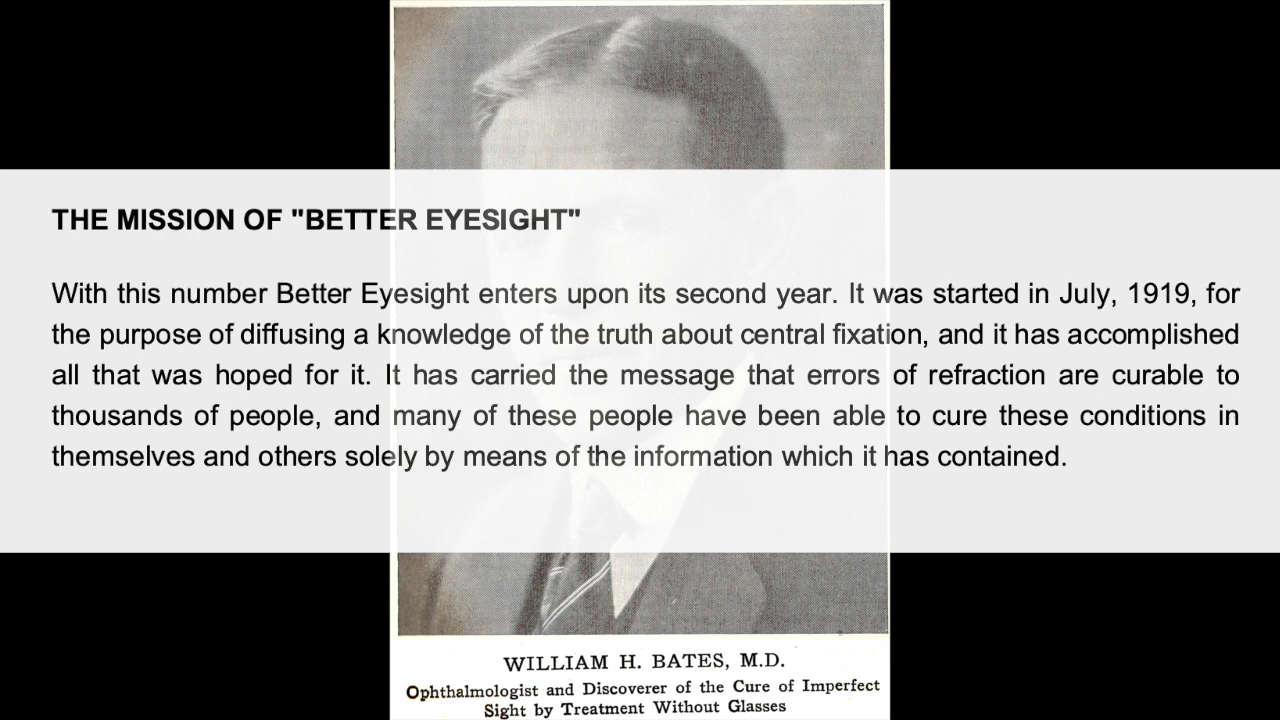 THE MISSION OF "BETTER EYESIGHT"
With this number Better Eyesight enters upon its second year. It was started in July, 1919, for
the purpose of diffusing a knowledge of the truth about central fixation, and it has accomplished
all that was hoped for it. It has carried the message that errors of refraction are curable to
thousands of people, and many of these people have been able to cure these conditions in
themselves and others solely by means of the information which it has contained.
WILLIAM H. BATES, M.D.
Ophthalmologist and Discoverer of the Cure of Imperfect
Sight by Treatment Without Glasses